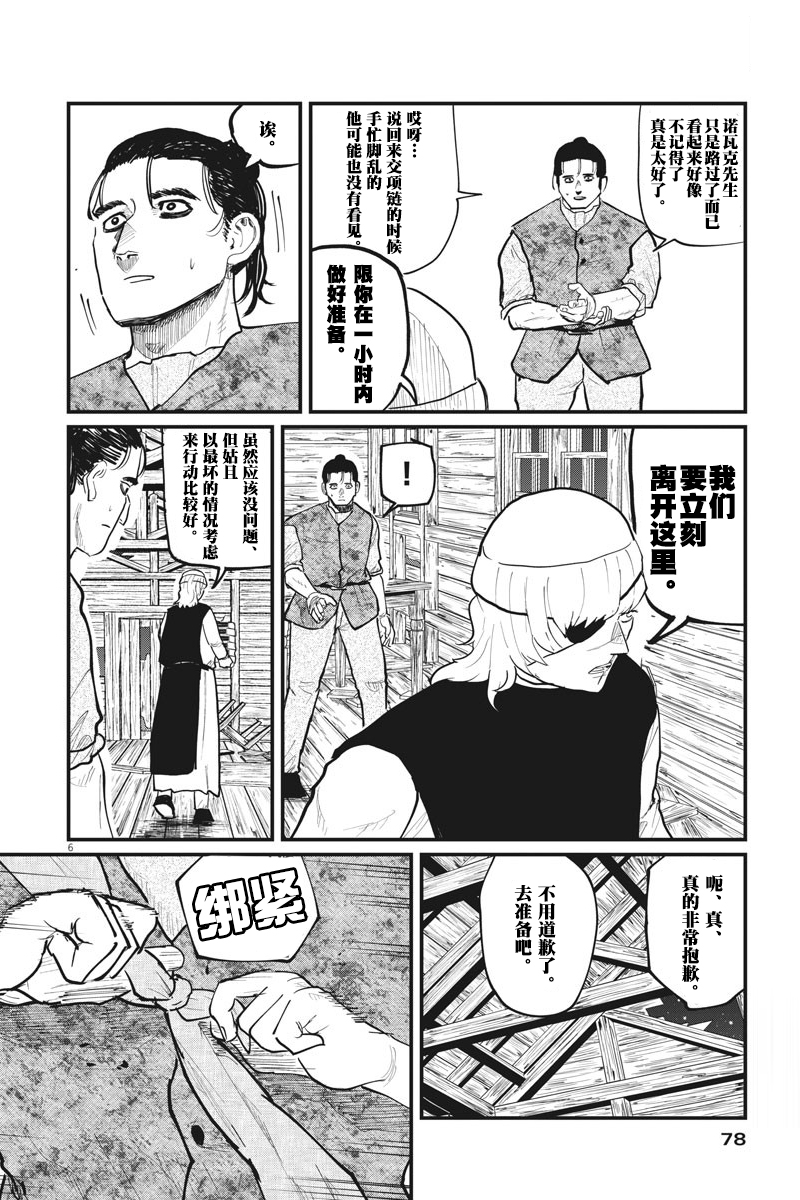 诺瓦克先生
只是路过了而已
看起来好像
不记得了
真是太好了。
哎呀…
说回来交项链的时候
手忙脚乱的
他可能也没有看见。
限你在一小时内
做好准备。
诶。
我们
要立刻
离开这里。
！
虽然应该没问题、
但姑且
以最坏的情况考虑
来行动比较好。
6
呃、真、
真的非常抱歉。
不用道歉了。
去准备吧。
绑紧
78